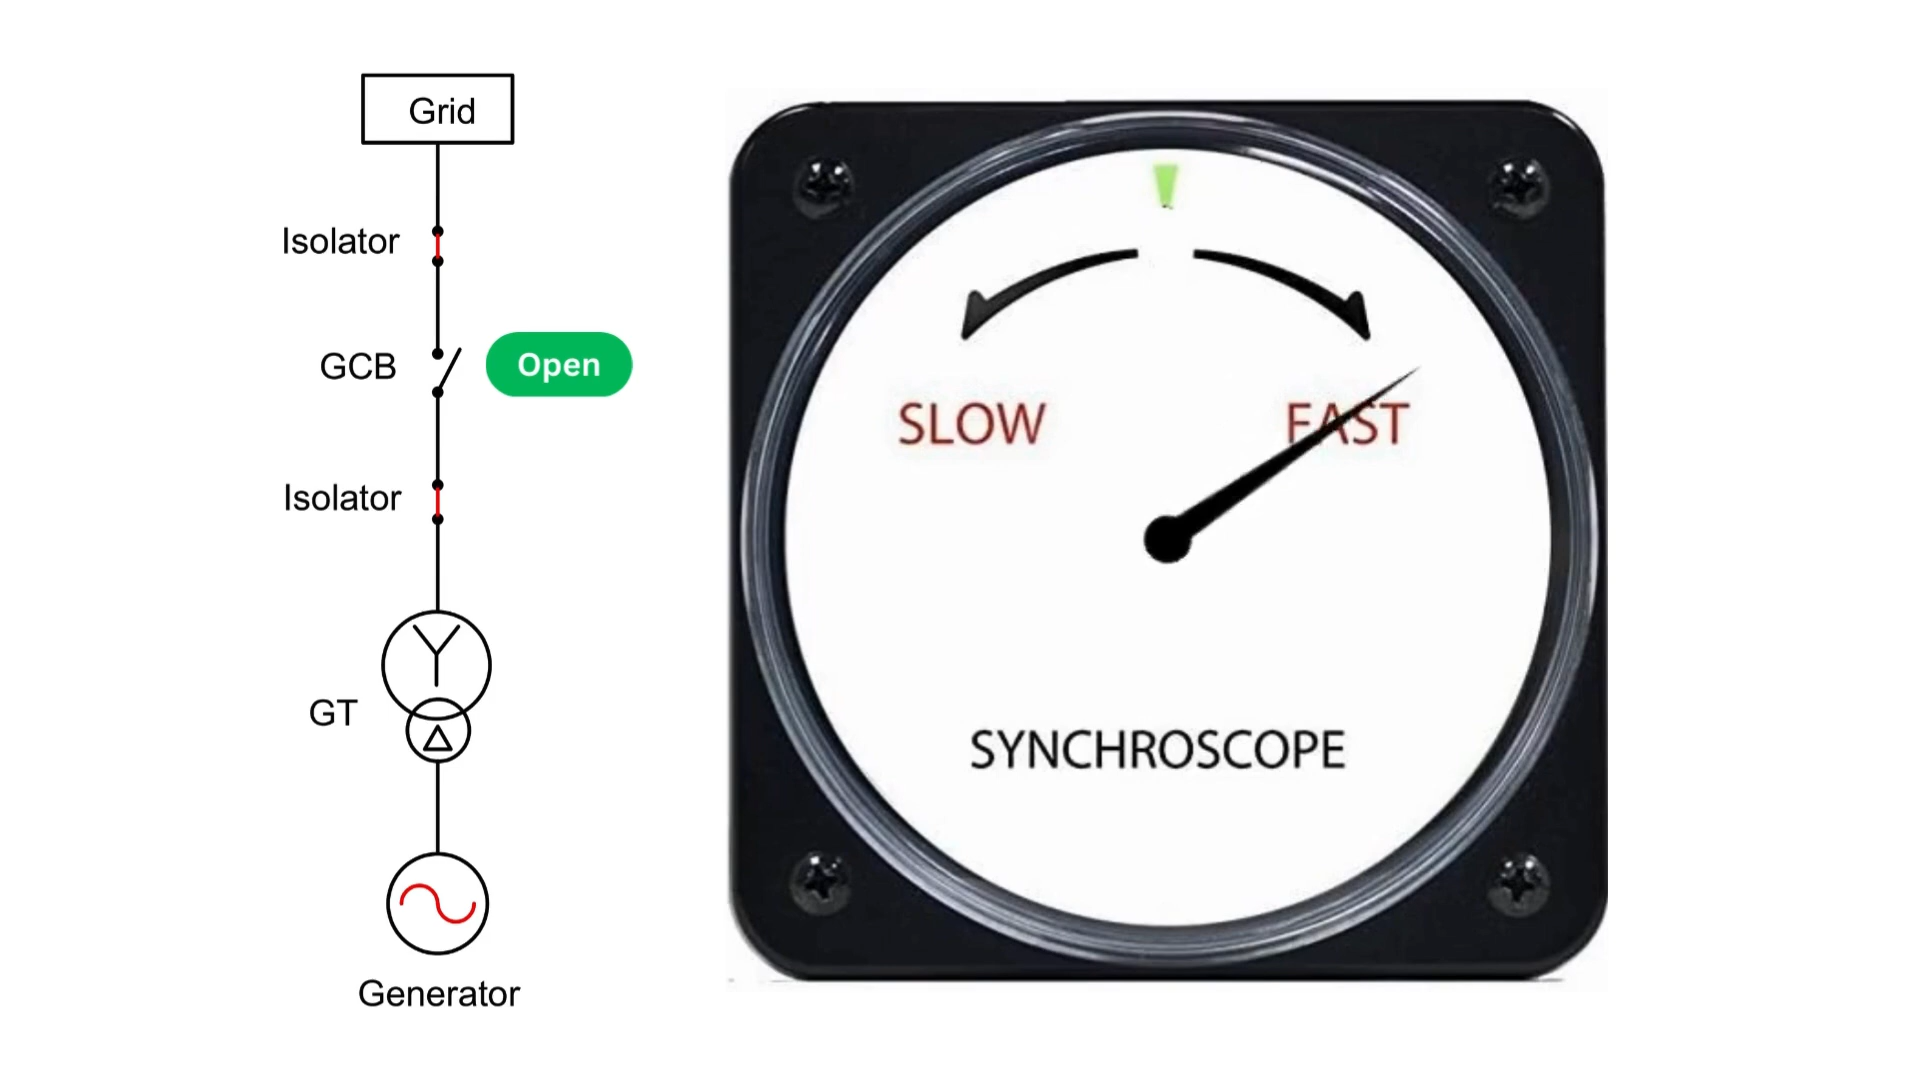 Grid
Isolator
GCB
Open
Isolator
GT
Generator
SLOW
FAST
SYNCHROSCOPE